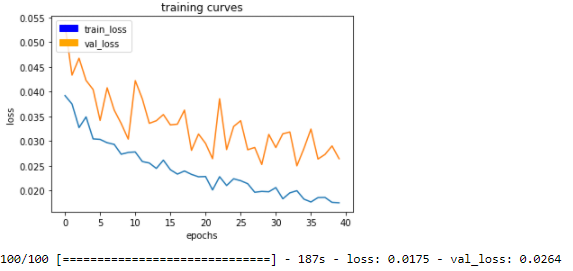 training curves
train_loss
val_loss
0.055
0.050
0.045
0.040
0.035
0.030
0.025
0.020
loss
0 5 10 15 20 25 30 35 40
epochs
100/100 [==============================] - 187s - loss: 0.0175 - val_loss: 0.0264